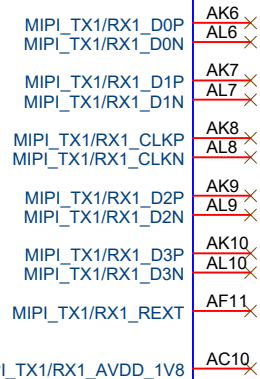 MIPI_TX1/RX1_D0P AK6
MIPI_TX1/RX1_D0N AL6
MIPI_TX1/RX1_D1P AK7
MIPI_TX1/RX1_D1N AL7
MIPI_TX1/RX1_CLKP AK8
MIPI_TX1/RX1_CLKN AL8
MIPI_TX1/RX1_D2P AK9
MIPI_TX1/RX1_D2N AL9
MIPI_TX1/RX1_D3P AK10
MIPI_TX1/RX1_D3N AL10
MIPI_TX1/RX1_REXT AF11
PI_TX1/RX1_AVDD_1V8 AC10